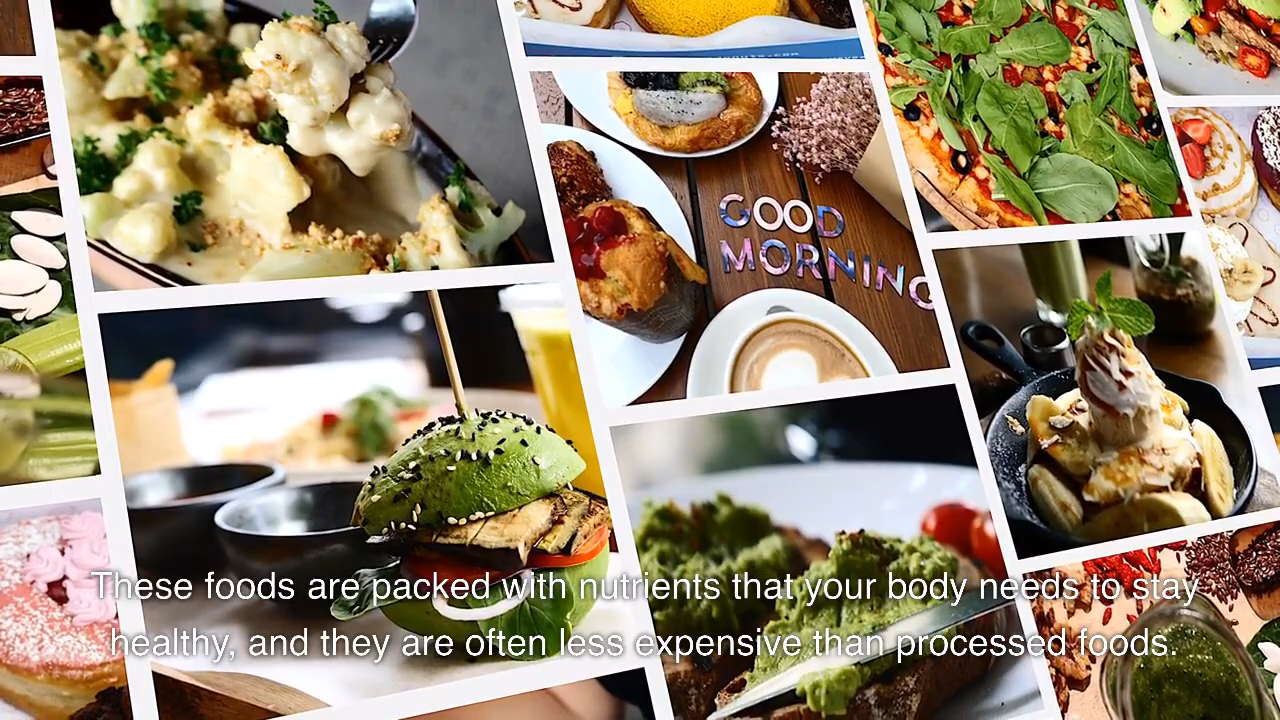 GOOD
MORNING
These foods are packed with nutrients that your body needs to stay
healthy, and they are often less expensive than processed foods.